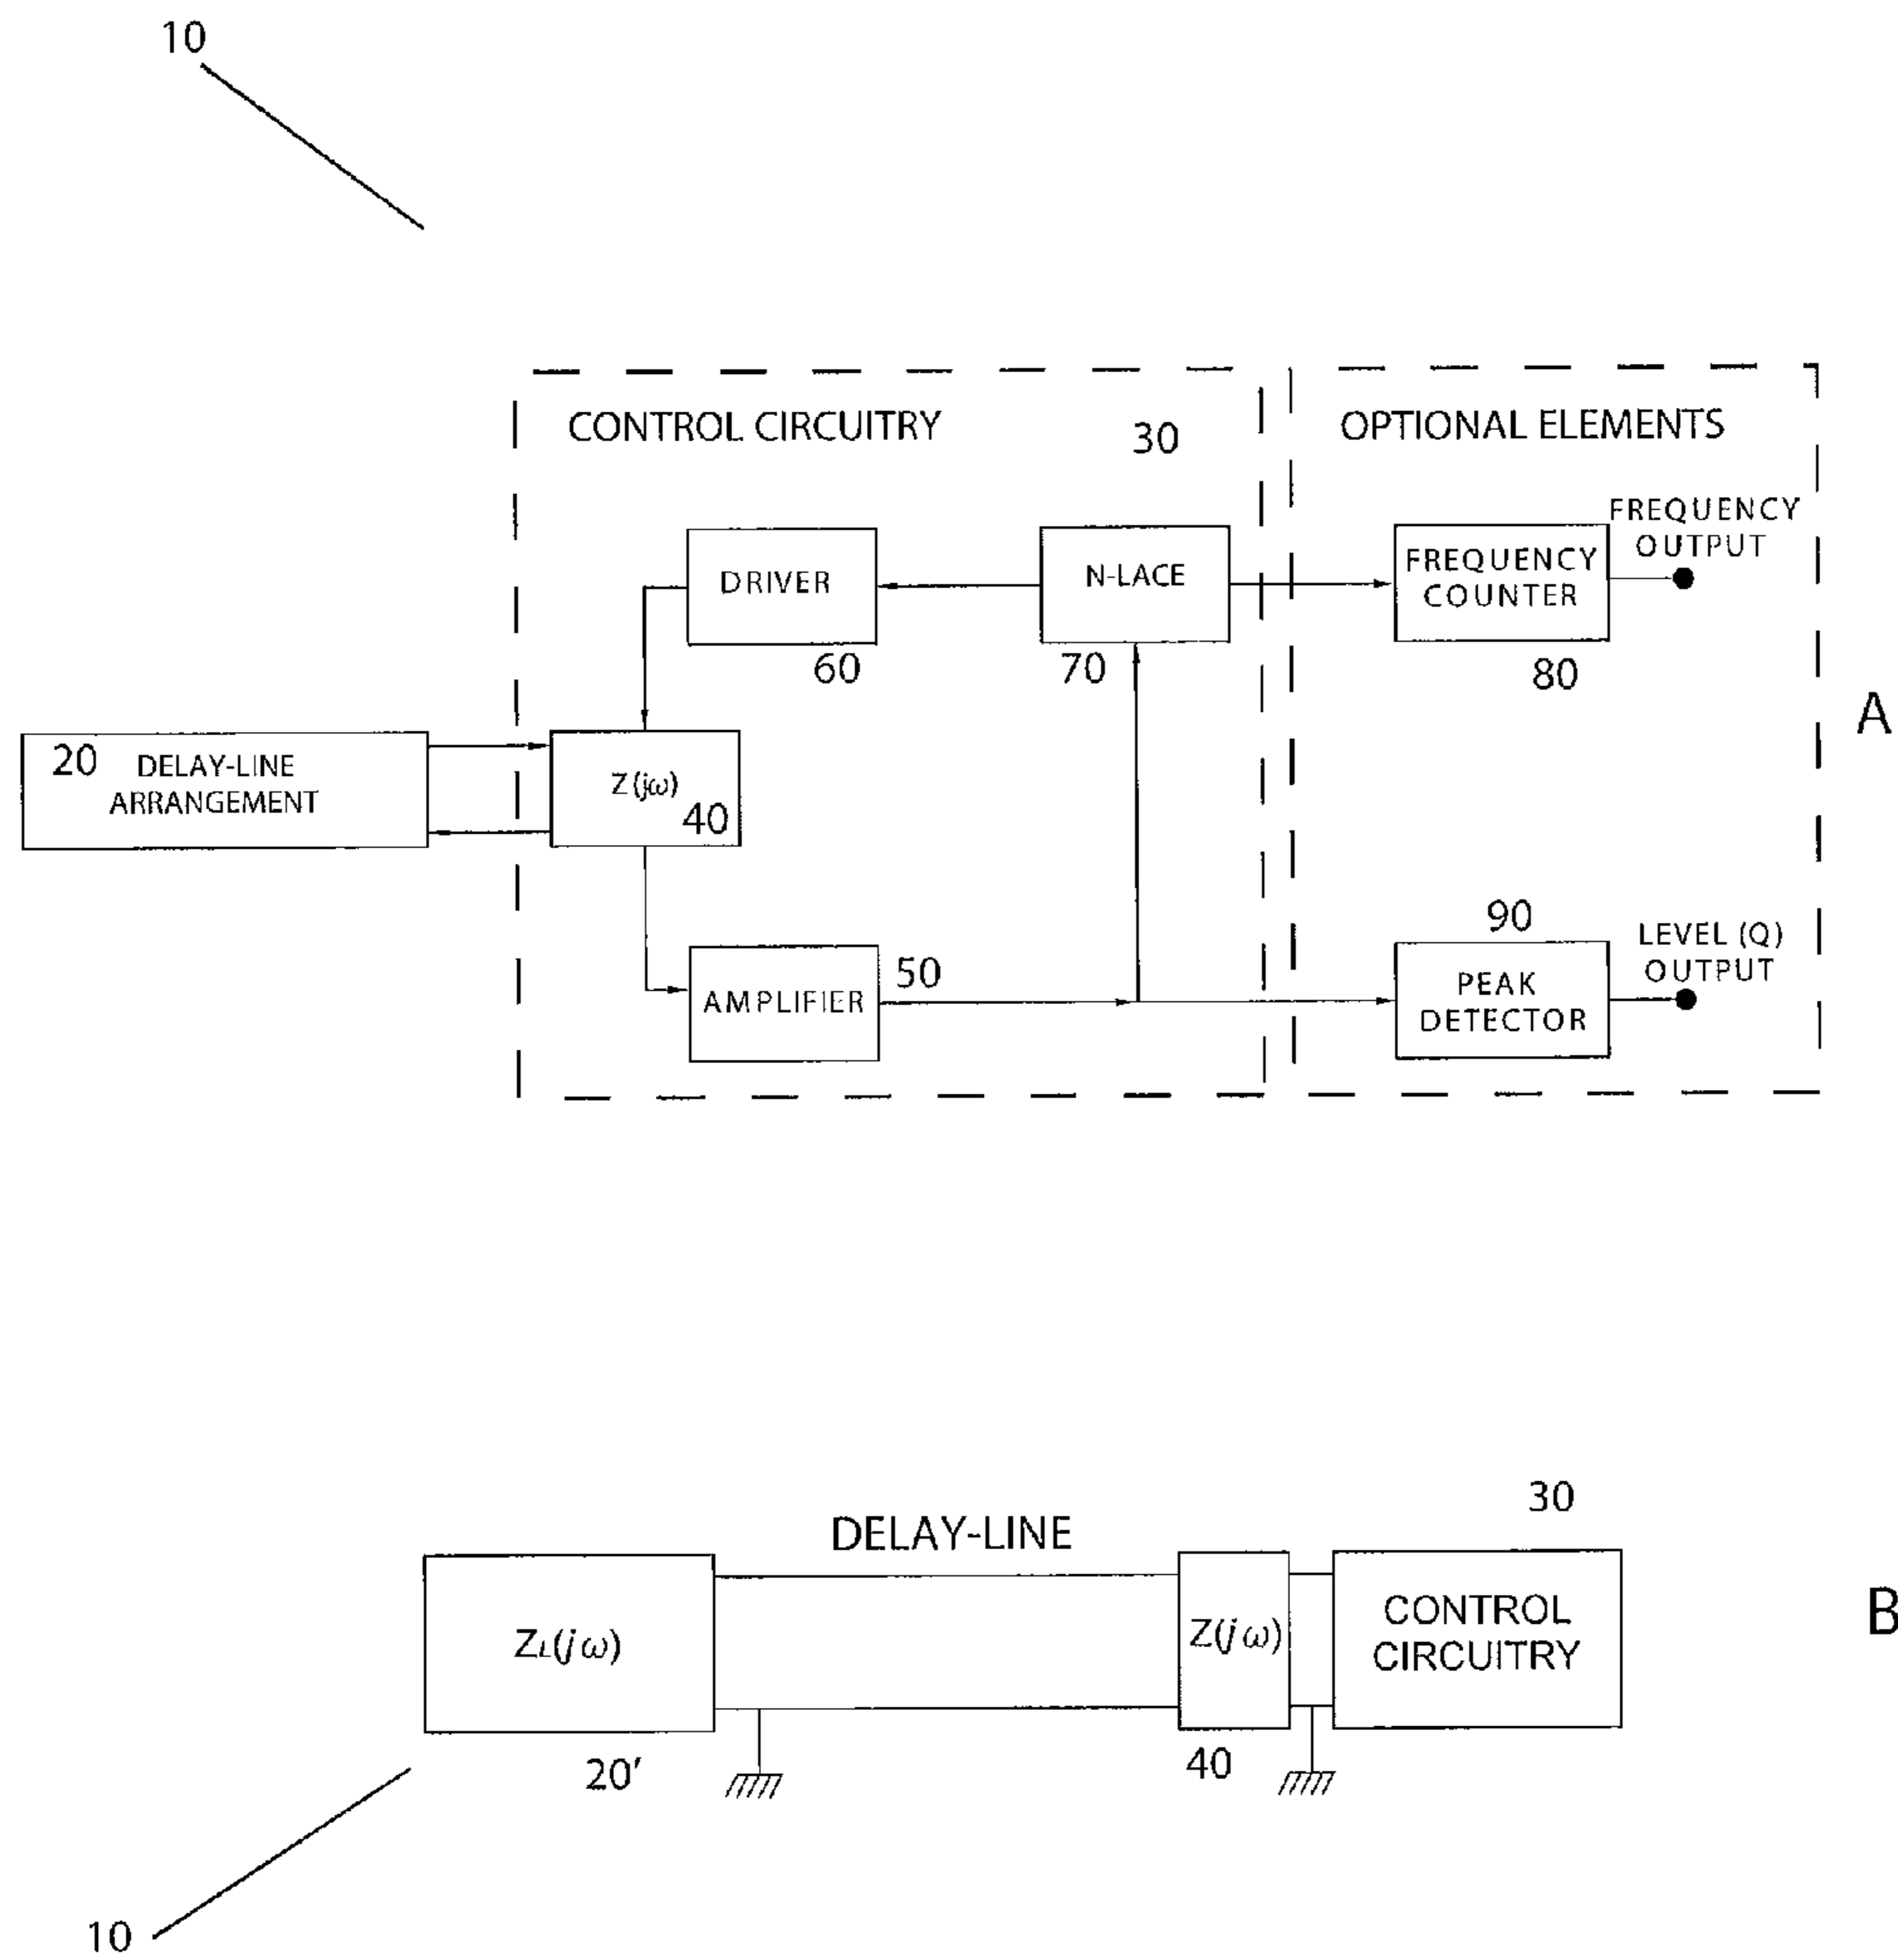 10
CONTROL CIRCUITRY
30
OPTIONAL ELEMENTS
FREQUENCY
OUTPUT
DRIVER
60
N-LACE
70
FREQUENCY
COUNTER
80
A
20
DELAY-LINE
ARRANGEMENT
Z(jω)
40
AMPLIFIER
50
90
PEAK
DETECTOR
LEVEL (Q)
OUTPUT
DELAY-LINE
30
ZL(jω)
20'
Z(jω)
40
CONTROL
CIRCUITRY
B
10